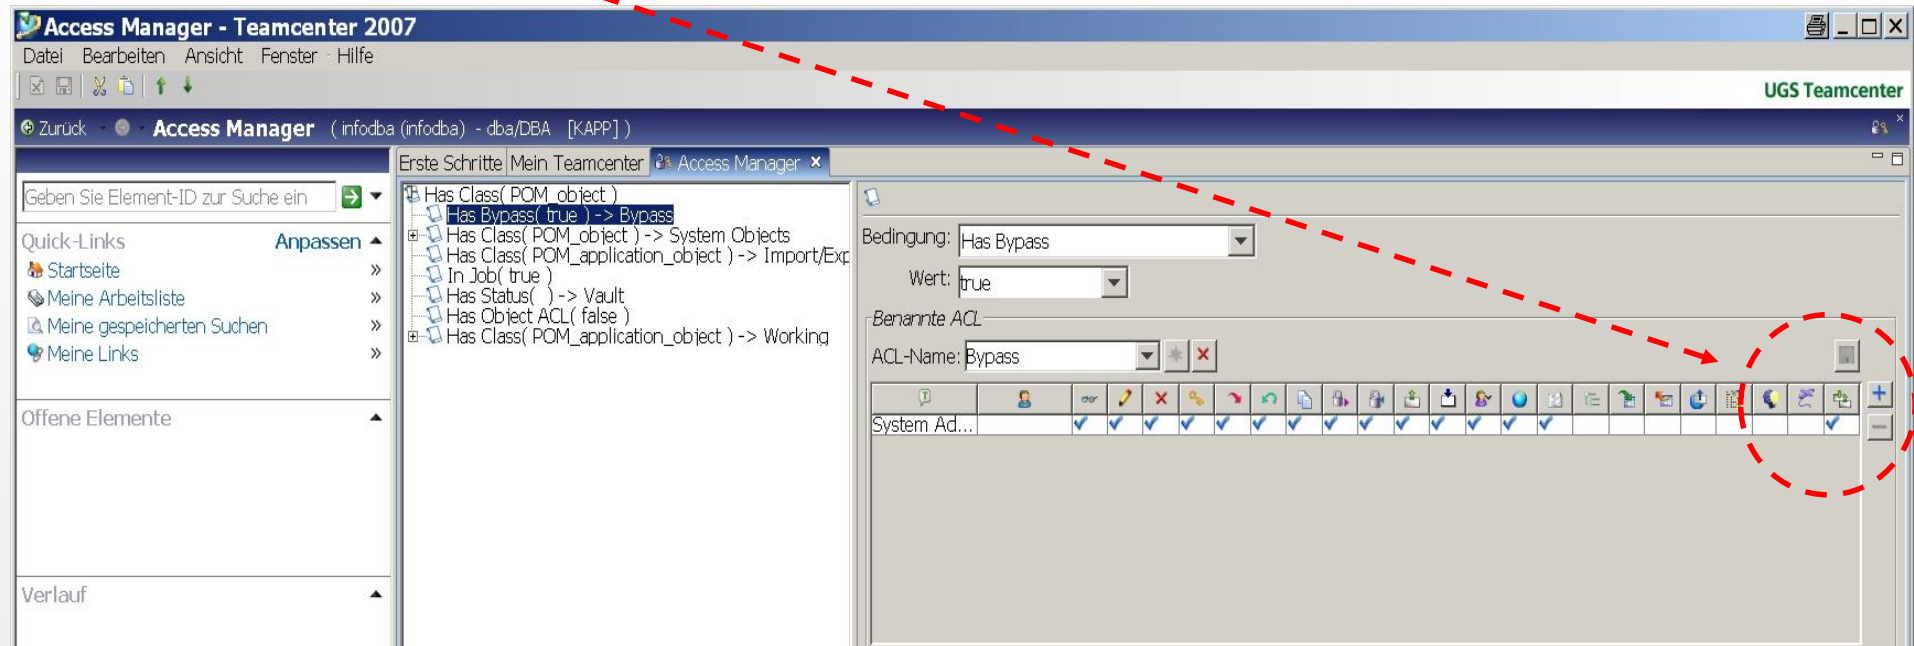 Access Manager - Teamcenter 2007
Datei Bearbeiten Ansicht Fenster Hilfe
UGS Teamcenter
Zurück Access Manager ( infodba (infodba) - dba/DBA [KAPP] )
Erste Schritte Mein Teamcenter Access Manager
Geben Sie Element-ID zur Suche ein
Quick-Links Anpassen
Startseite
Meine Arbeitsliste
Meine gespeicherten Suchen
Meine Links
Offene Elemente
Verlauf
Has Class( POM_object )
Has Bypass( true ) -> Bypass
Has Class( POM_object ) -> System Objects
Has Class( POM_application_object ) -> Import/Exp
In Job( true )
Has Status( ) -> Vault
Has Object ACL( false )
Has Class( POM_application_object ) -> Working
Bedingung: Has Bypass
Wert: true
Benannte ACL
ACL-Name: Bypass
System Ad...